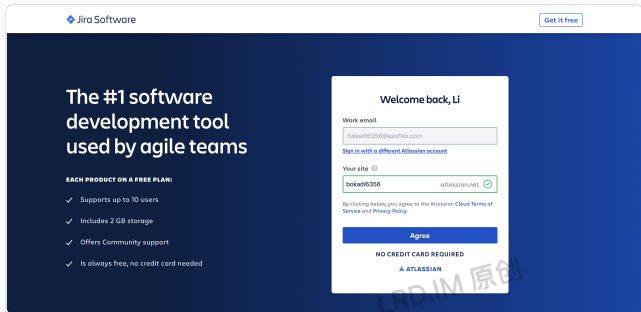 Jira Software
Get it free
The #1 software
development tool
used by agile teams
EACH PRODUCT ON A FREE PLAN:
Supports up to 10 users
Includes 2 GB storage
Offers Community support
Is always free, no credit card needed
Welcome back, Li
Work email
bokadi6356@asoflex.com
Sign in with a different Atlassian account
Your site
bokadi6356 .atlassian.net
By clicking below, you agree to the Atlassian Cloud Terms of
Service and Privacy Policy.
Agree
NO CREDIT CARD REQUIRED
ATLASSIAN
LRD.IM 原创